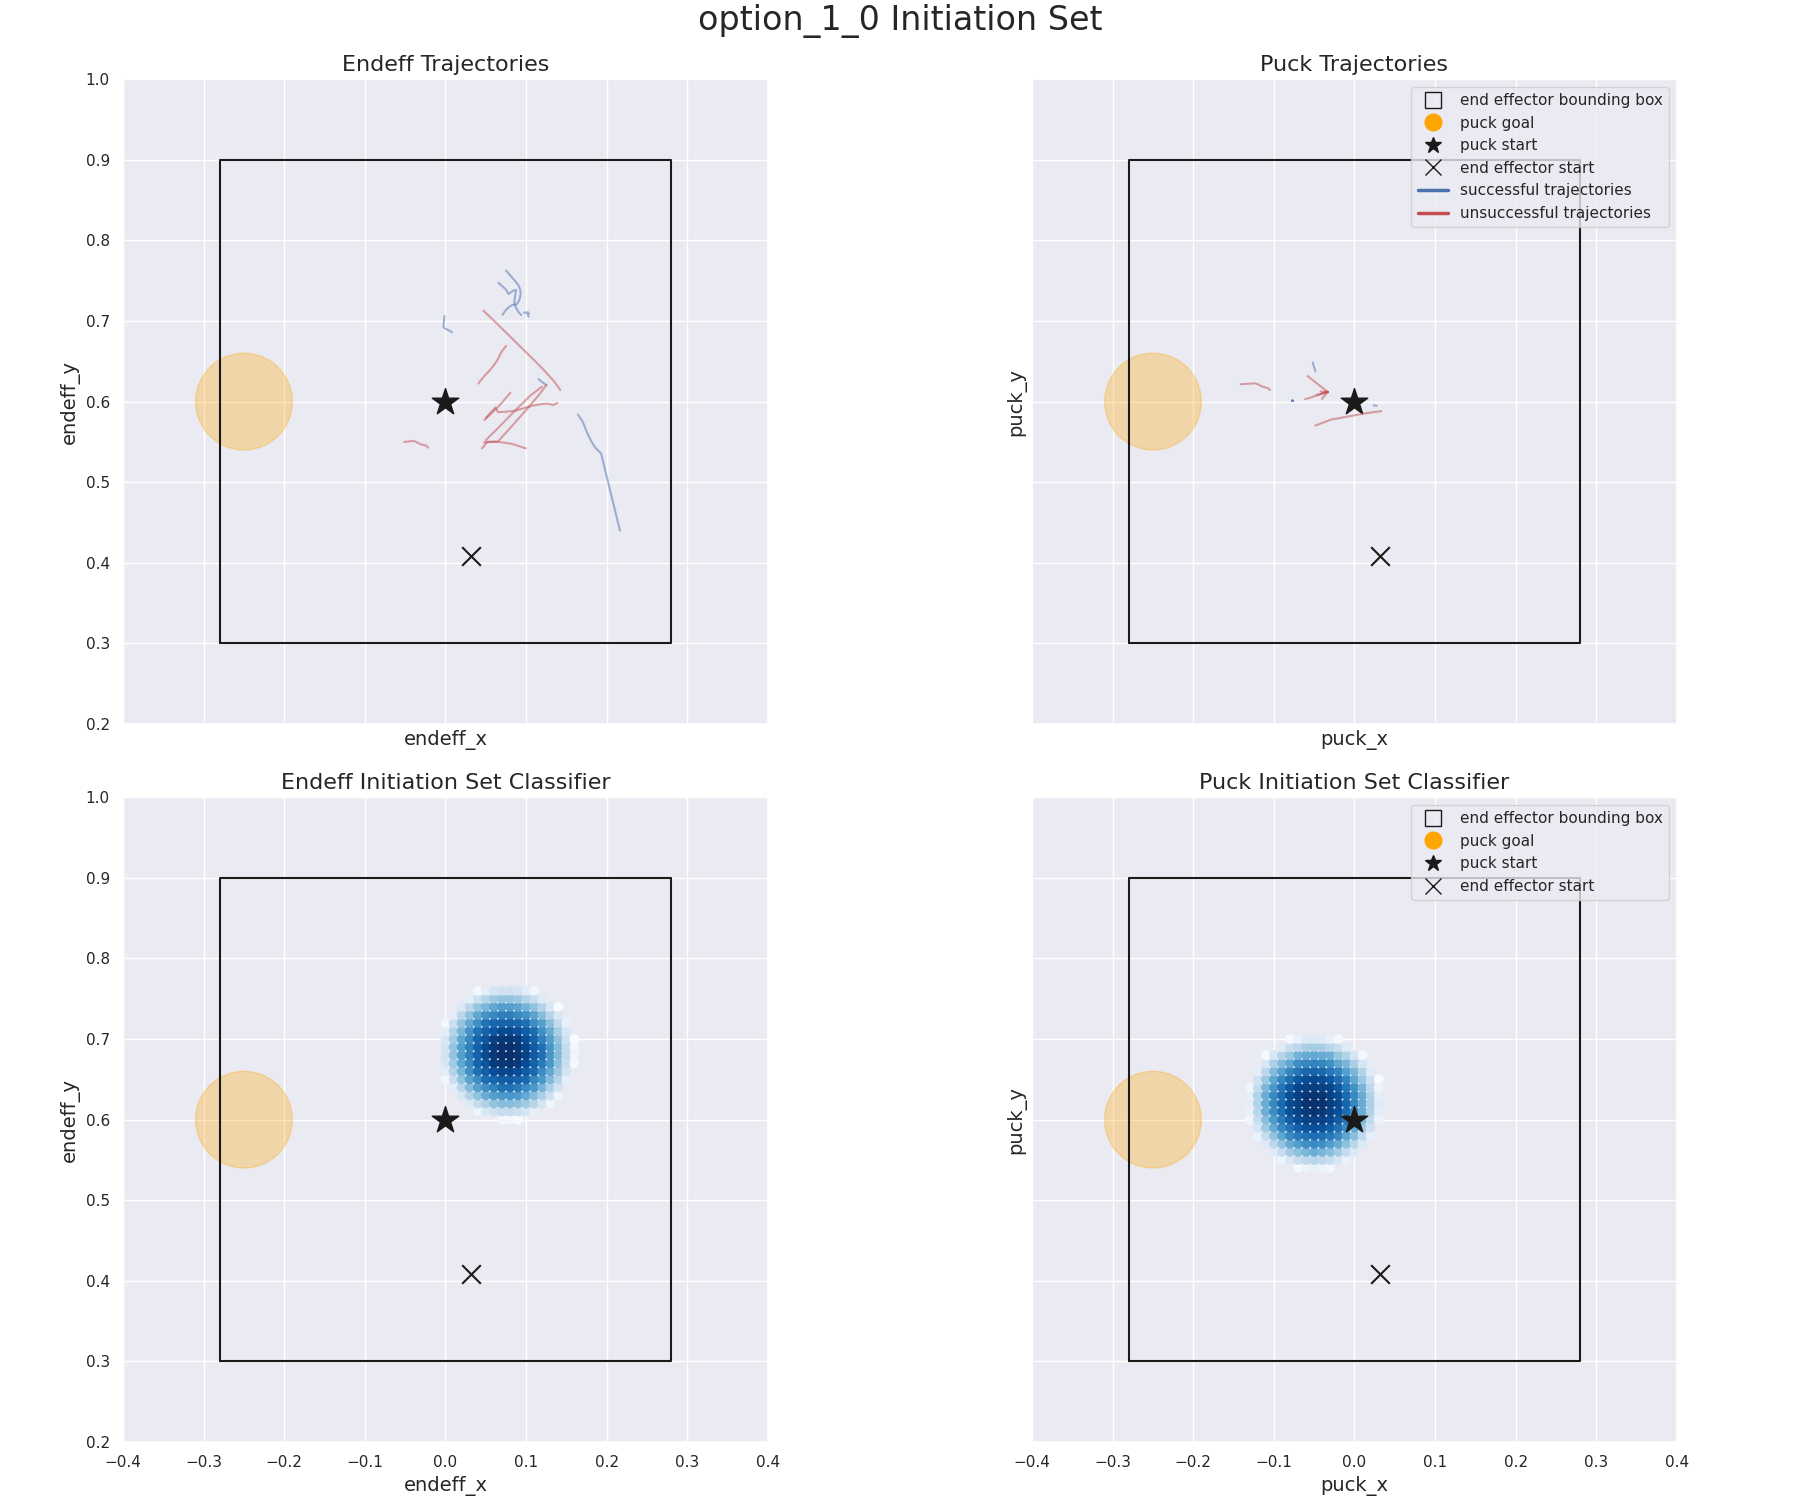 option_1_0 Initiation Set
Endeff Trajectories
Puck Trajectories
1.0
0.9
0.8
0.7
0.6
0.5
0.4
0.3
0.2
endeff_y
endeff_x
puck_y
puck_x
end effector bounding box
puck goal
puck start
end effector start
successful trajectories
unsuccessful trajectories
Endeff Initiation Set Classifier
Puck Initiation Set Classifier
1.0
0.9
0.8
0.7
0.6
0.5
0.4
0.3
0.2
endeff_y
−0.4 −0.3 −0.2 −0.1 0.0 0.1 0.2 0.3 0.4
endeff_x
puck_y
end effector bounding box
puck goal
puck start
end effector start
−0.4 −0.3 −0.2 −0.1 0.0 0.1 0.2 0.3 0.4
puck_x